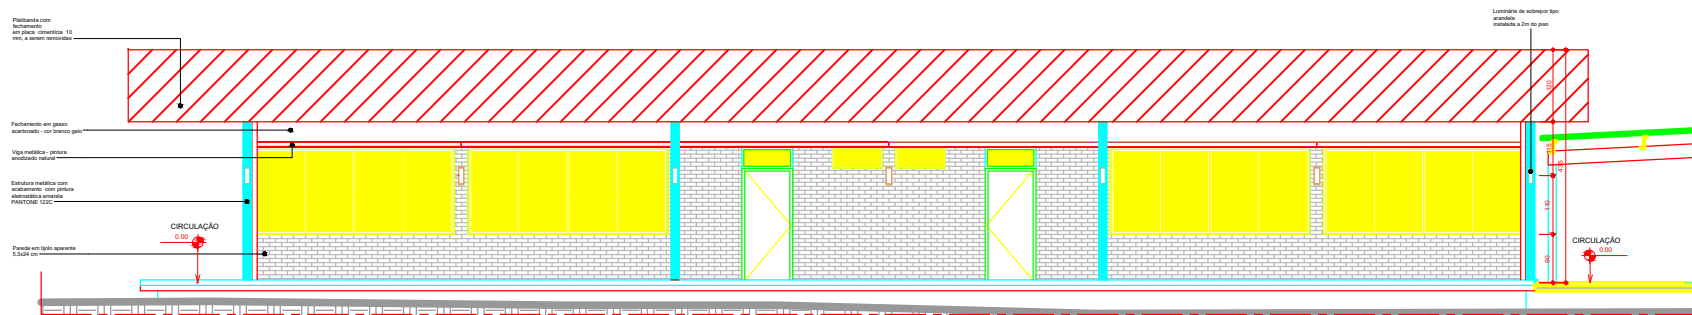 Platibanda com
fechamento
em placa cimentícia 10
mm, a serem removidas
Luminária de sobrepor tipo
arandela
instalada a 2m do piso
Fechamento em gesso
acartonado - cor branco gelo
Viga metálica - pintura
anodizado natural
Estrutura metálica com
acabamento com pintura
eletrostática amarela
PANTONE 122C
CIRCULAÇÃO
0.00
Parede em tijolo aparente
5.3x24 cm
120
115
435
110
90
CIRCULAÇÃO
0.00